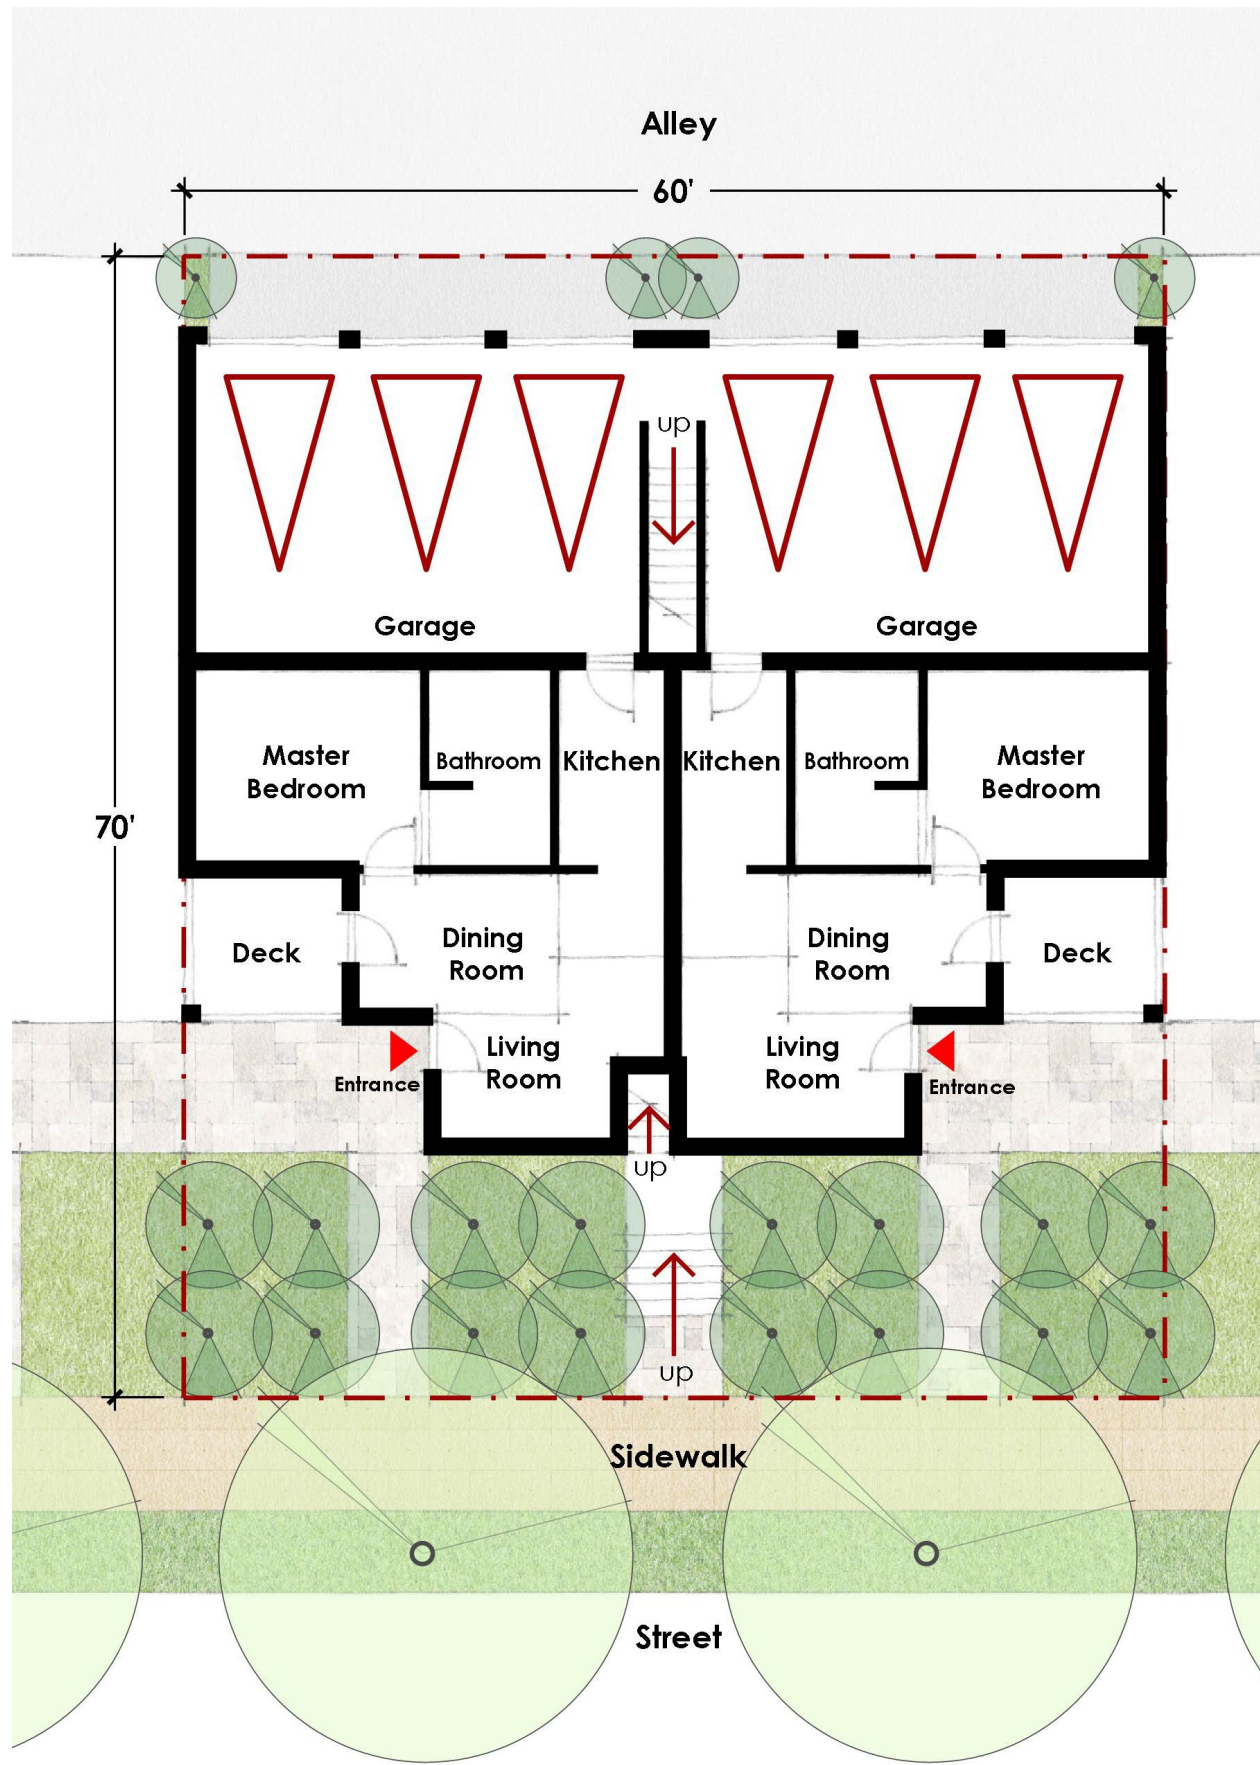 Alley
60'
up
Garage
Garage
Master
Bedroom
Bathroom
Kitchen
Kitchen
Bathroom
Master
Bedroom
70'
Deck
Dining
Room
Dining
Room
Deck
Living
Room
Living
Room
Entrance
Entrance
up
up
Sidewalk
Street